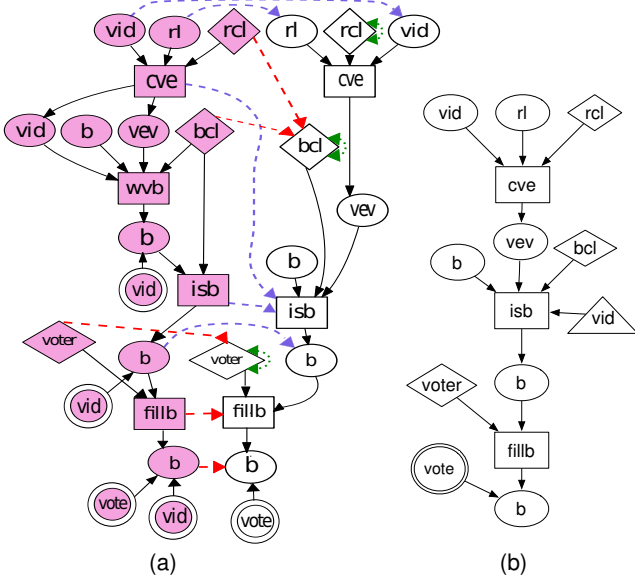 vid rl rcl rl rcl vid
cve cve
vid b vev bcl bcl
wvb
vev
b
b
vid isb isb
voter
b voter b
vid
fillb fillb
b b
vote vid vote
(a)
vid rl rcl
cve
vev
b bcl
isb vid
voter b
fillb
vote
b
(b)